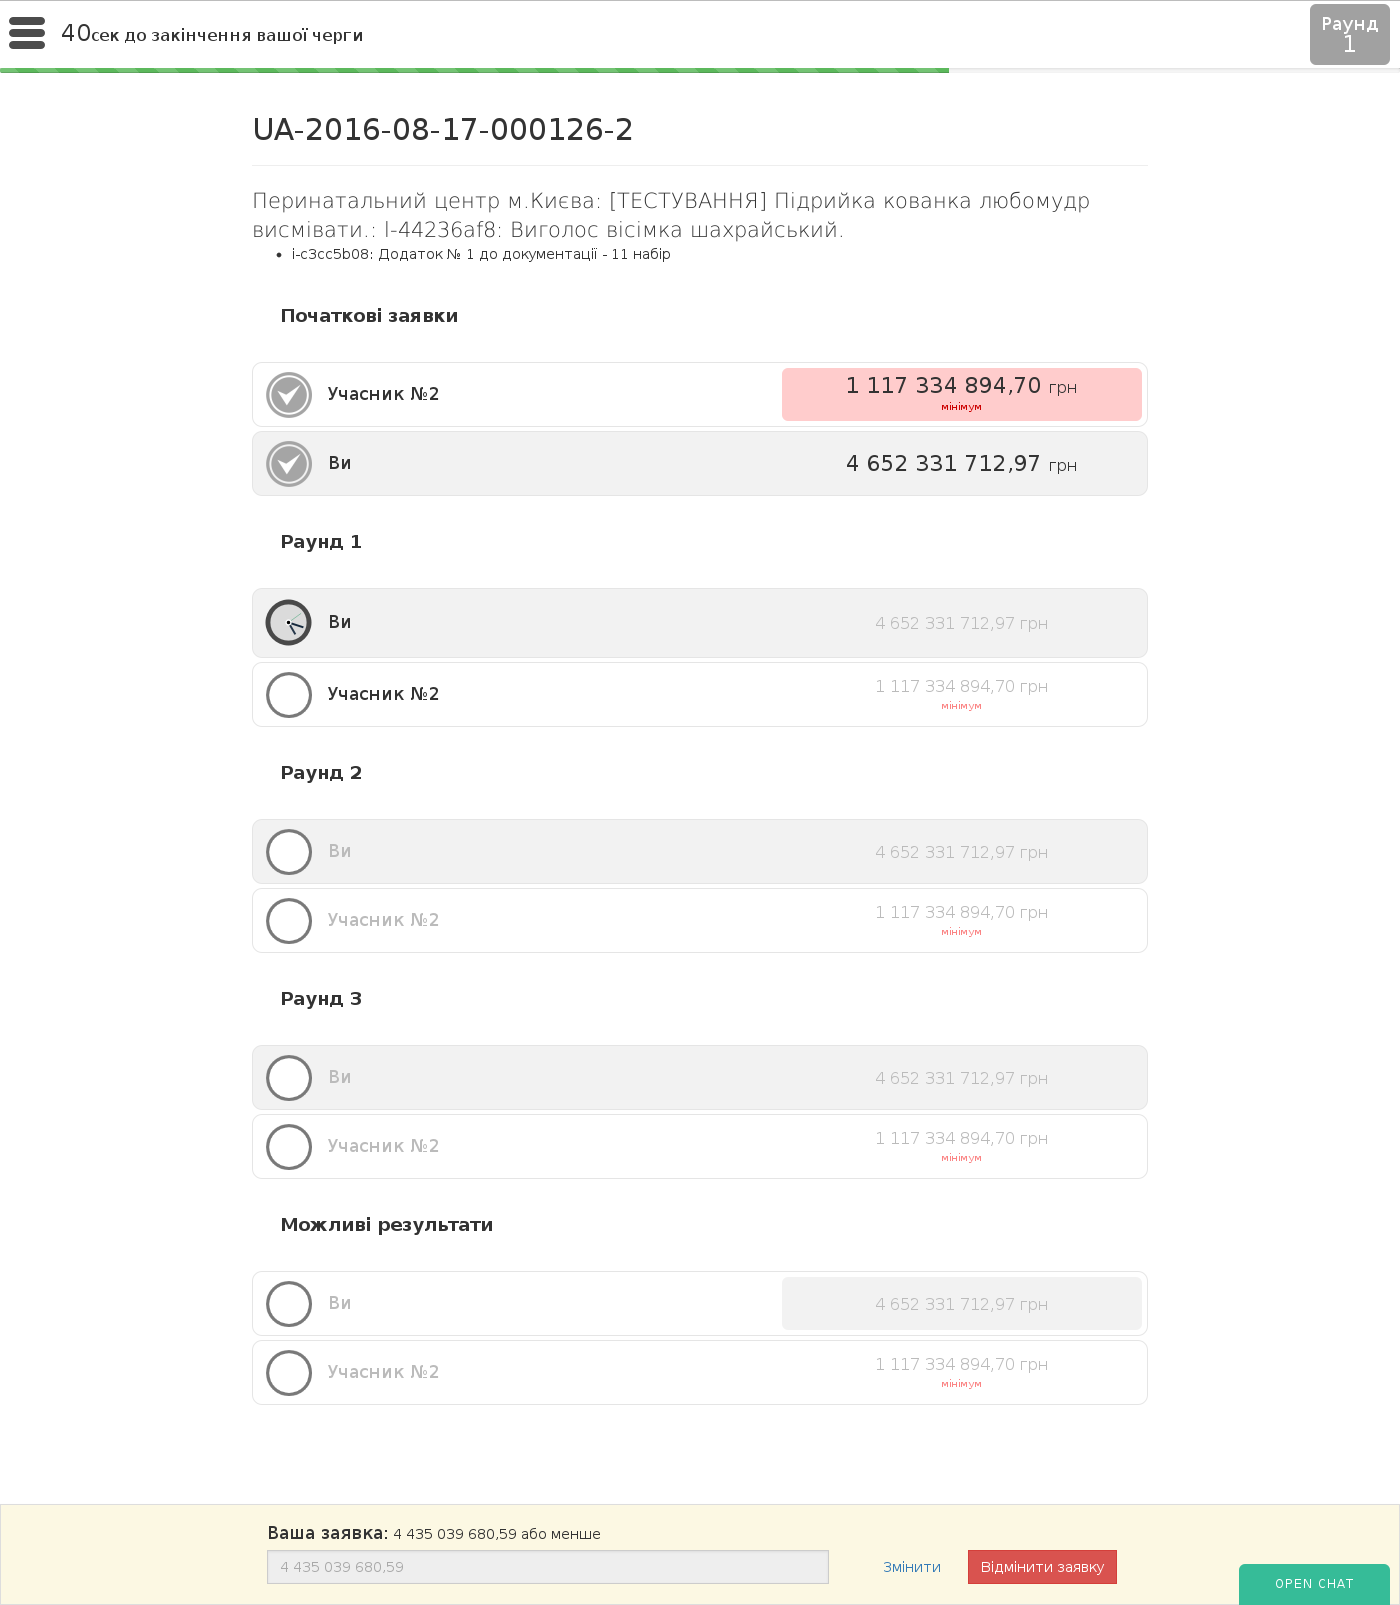 40сек до закінчення вашої черги
Раунд
1
UA-2016-08-17-000126-2
Перинатальний центр м.Києва: [ТЕСТУВАННЯ] Підрийка кованка любомудр
висмівати.: l-44236af8: Виголос вісімка шахрайський.
• i-c3cc5b08: Додаток № 1 до документації - 11 набір
Початкові заявки
Учасник №2 1 117 334 894,70 грн
мінімум
Ви 4 652 331 712,97 грн
Раунд 1
Ви 4 652 331 712,97 грн
Учасник №2 1 117 334 894,70 грн
мінімум
Раунд 2
Ви 4 652 331 712,97 грн
Учасник №2 1 117 334 894,70 грн
мінімум
Раунд 3
Ви 4 652 331 712,97 грн
Учасник №2 1 117 334 894,70 грн
мінімум
Можливі результати
Ви 4 652 331 712,97 грн
Учасник №2 1 117 334 894,70 грн
мінімум
Ваша заявка: 4 435 039 680,59 або менше
4 435 039 680,59 Змінити Відмінити заявку
OPEN CHAT